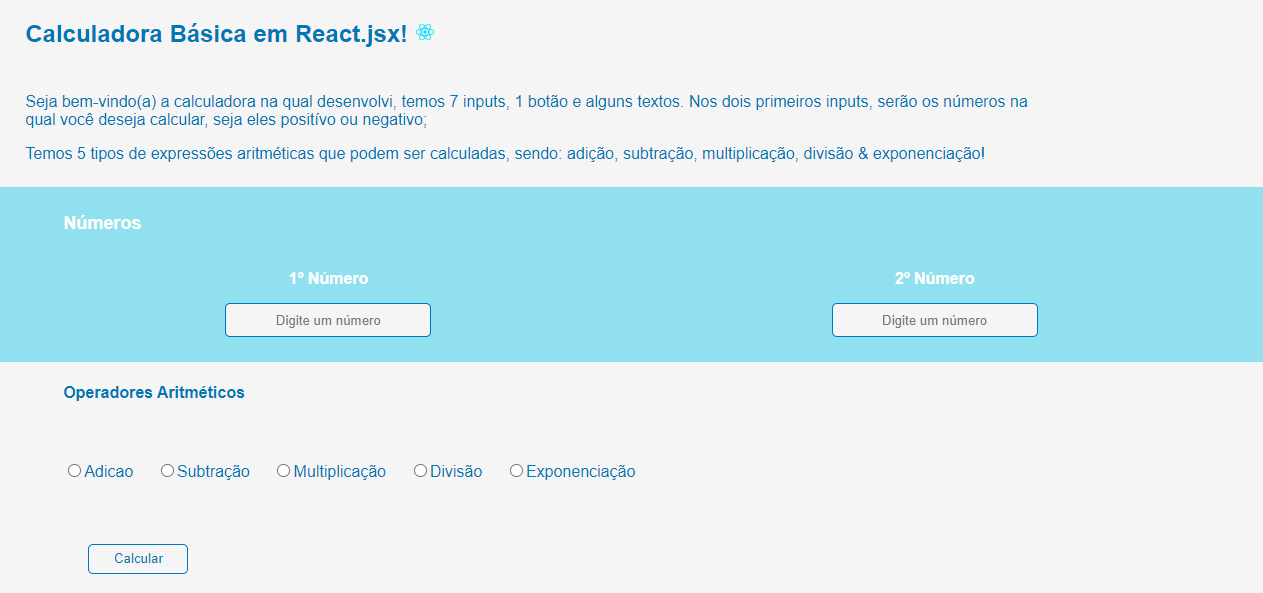 Calculadora Básica em React.jsx!
Seja bem-vindo(a) a calculadora na qual desenvolvi, temos 7 inputs, 1 botão e alguns textos. Nos dois primeiros inputs, serão os números na
qual você deseja calcular, seja eles positívo ou negativo;
Temos 5 tipos de expressões aritméticas que podem ser calculadas, sendo: adição, subtração, multiplicação, divisão & exponenciação!
Números
1º Número 2º Número
Digite um número Digite um número
Operadores Aritméticos
Adicao Subtração Multiplicação Divisão Exponenciação
Calcular